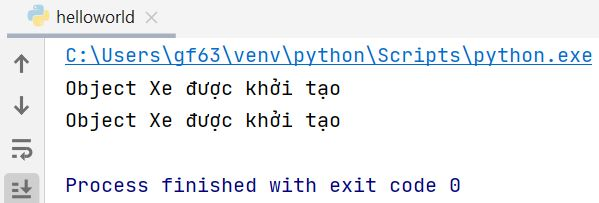 helloworld
C:\Users\gf63\venv\python\Scripts\python.exe
Object Xe được khởi tạo
Object Xe được khởi tạo
Process finished with exit code 0